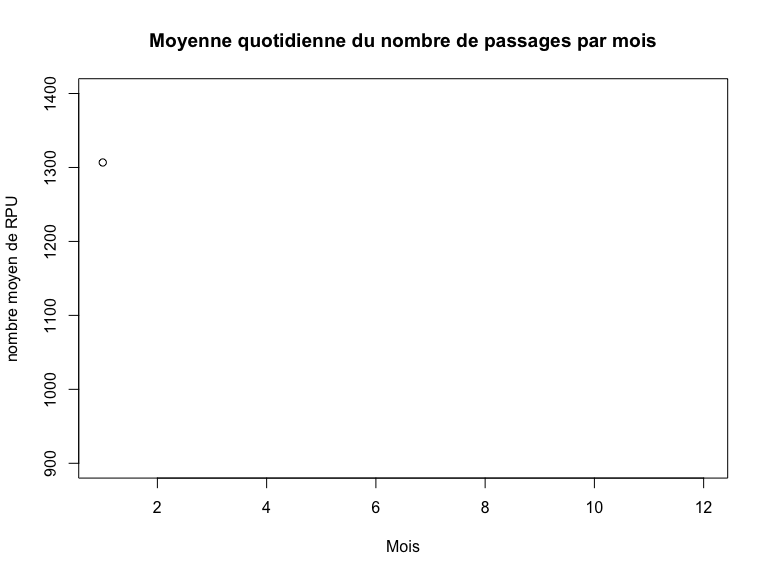 Moyenne quotidienne du nombre de passages par mois
nombre moyen de RPU
1400
1300
1200
1100
1000
900
2 4 6 8 10 12
Mois